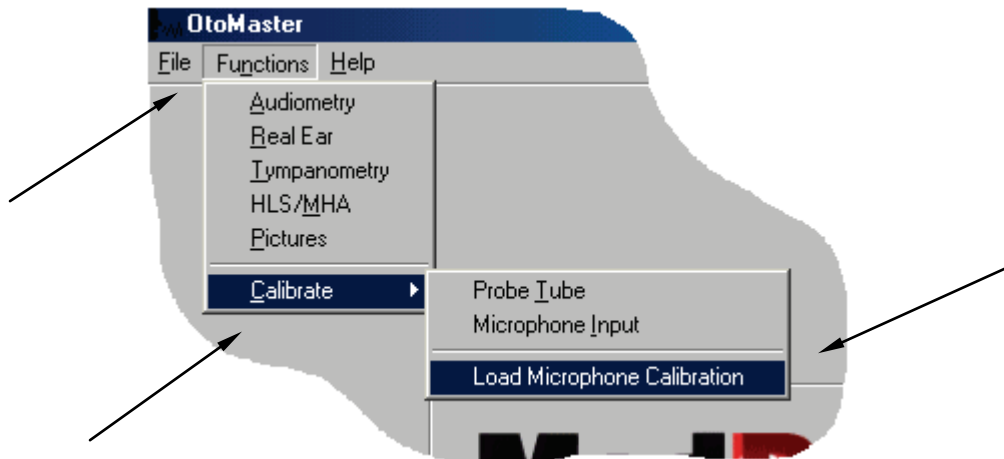 OtoMaster
File Functions Help
Audiometry
Real Ear
Tympanometry
HLS/MHA
Pictures
Calibrate
Probe Tube
Microphone Input
Load Microphone Calibration